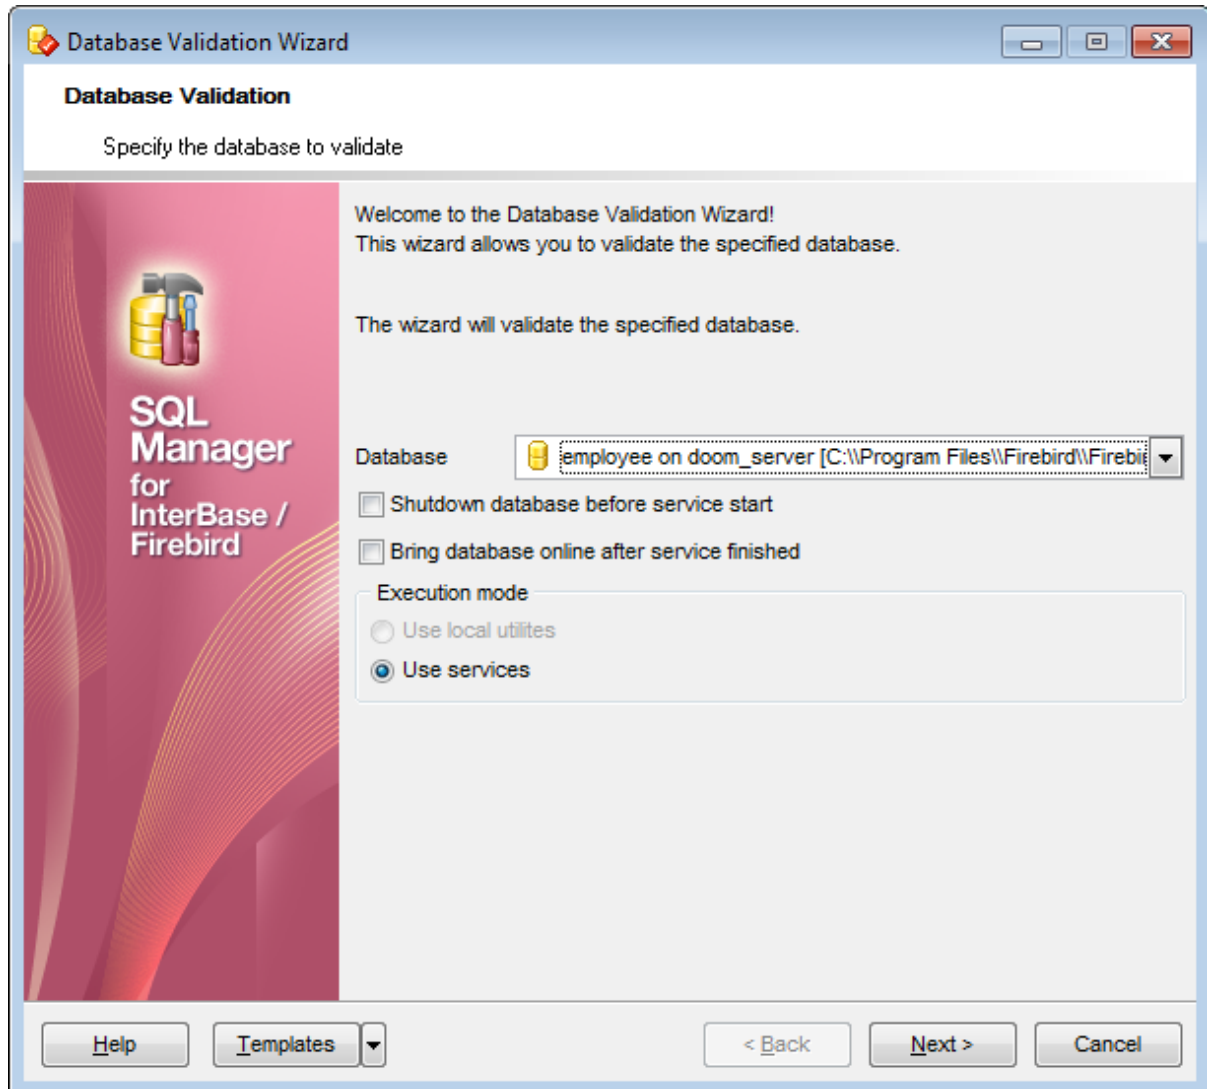 Database Validation Wizard
Database Validation
Specify the database to validate
Welcome to the Database Validation Wizard!
This wizard allows you to validate the specified database.
The wizard will validate the specified database.
SQL
Manager
for
InterBase /
Firebird
Database employee on doom_server [C:\\Program Files\\Firebird\\Firebir
Shutdown database before service start
Bring database online after service finished
Execution mode
Use local utilites
Use services
Help Templates < Back Next > Cancel